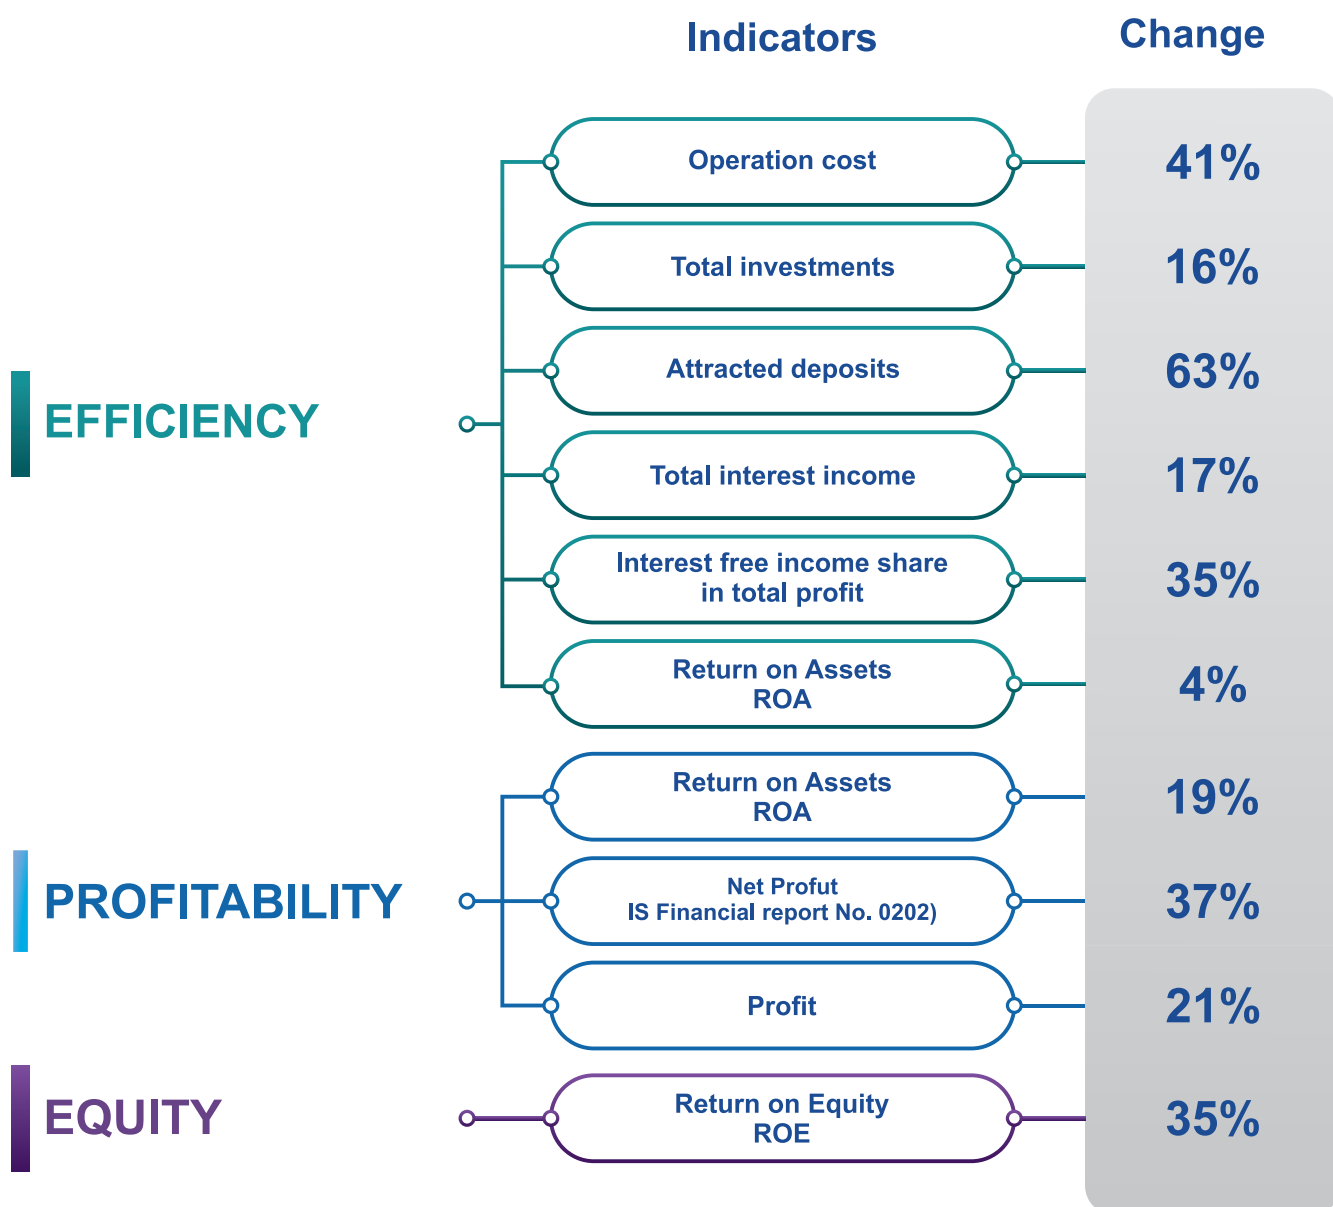 Indicators Change
Operation cost 41%
Total investments 16%
Attracted deposits 63%
EFFICIENCY
Total interest income 17%
Interest free income share
in total profit
35%
Return on Assets
ROA
4%
Return on Assets
ROA
19%
PROFITABILITY
Net Profut
IS Financial report No. 0202)
37%
Profit 21%
EQUITY
Return on Equity
ROE
35%